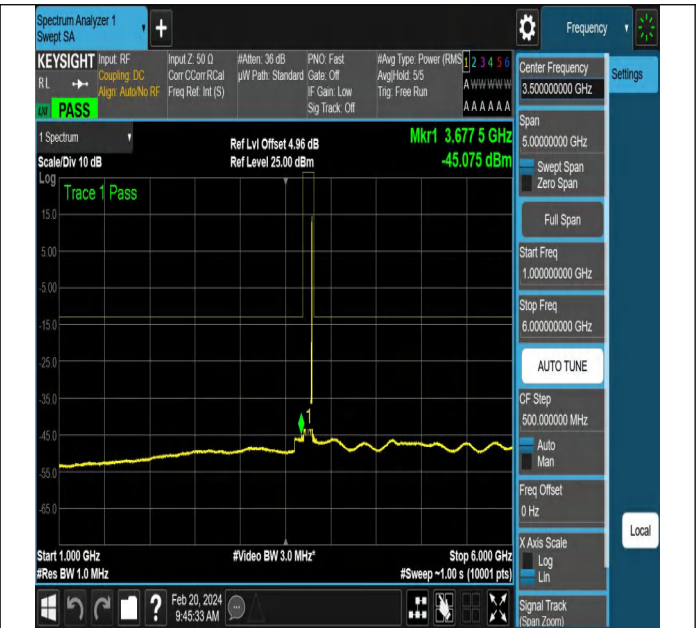 Spectrum Analyzer 1
Swept SA
+
Frequency
KEYSIGHT
Input: RF
Coupling: DC
Align: Auto/No RF
Input Z: 50 Ω
Corr CCorr RCal
Freq Ref: Int (S)
#Atten: 36 dB
µW Path: Standard
PNO: Fast
Gate: Off
IF Gain: Low
Sig Track: Off
#Avg Type: Power (RMS
Avg|Hold: 5/5
Trig: Free Run
1 2 3 4 5 6
A W W W W W
A A A A A A
RL
LXI
PASS
1 Spectrum
Scale/Div 10 dB
Ref Lvl Offset 4.96 dB
Ref Level 25.00 dBm
Mkr1 3.677 5 GHz
-45.075 dBm
Log
Trace 1 Pass
15.0
5.00
-5.00
-15.0
-25.0
-35.0
-45.0
-55.0
-65.0
1
Start 1.000 GHz
#Res BW 1.0 MHz
#Video BW 3.0 MHz*
Stop 6.000 GHz
#Sweep ~1.00 s (10001 pts)
?
Feb 20, 2024
9:45:33 AM
Center Frequency
3.500000000 GHz
Settings
Span
5.00000000 GHz
Swept Span
Zero Span
Full Span
Start Freq
1.000000000 GHz
Stop Freq
6.000000000 GHz
AUTO TUNE
CF Step
500.000000 MHz
Auto
Man
Freq Offset
0 Hz
Local
X Axis Scale
Log
Lin
Signal Track
(Span Zoom)